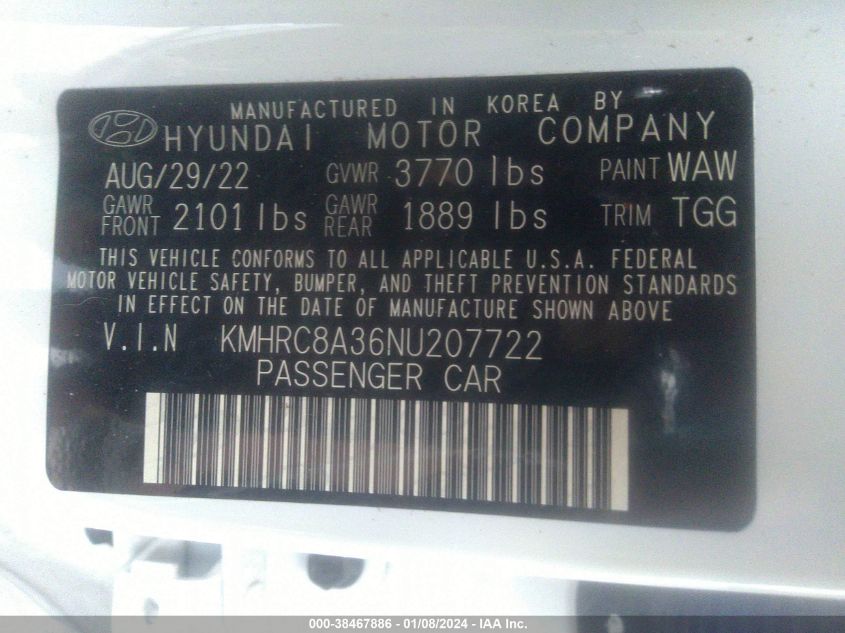 MANUFACTURED IN KOREA BY
HYUNDAI MOTOR COMPANY
AUG/29/22 GVWR 3770 lbs PAINT WAW
GAWR FRONT 2101 lbs GAWR REAR 1889 lbs TRIM TGG
THIS VEHICLE CONFORMS TO ALL APPLICABLE U.S.A. FEDERAL
MOTOR VEHICLE SAFETY, BUMPER, AND THEFT PREVENTION STANDARDS
IN EFFECT ON THE DATE OF MANUFACTURE SHOWN ABOVE
V.I.N KMHRC8A36NU207722
PASSENGER CAR
000-38467886 - 01/08/2024 - IAA Inc.